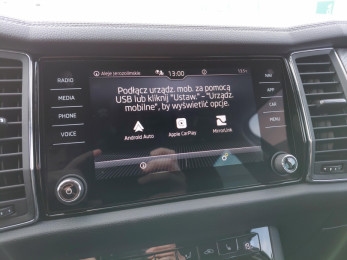 Aleje Jerozolimskie
13:00
RADIO
MEDIA
PHONE
VOICE
NAV
APP
CAR
MENU
Podłącz urządz. mob. za pomocą
USB lub kliknij "Ustaw." - "Urządz.
mobilne", by wyświetlić opcje.
Android Auto
Apple CarPlay
MirrorLink